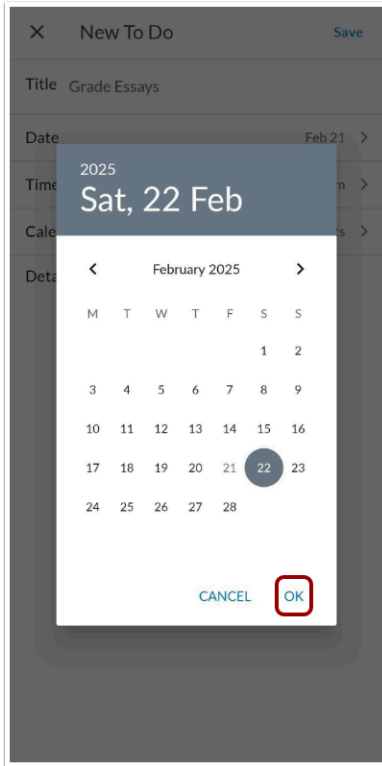 New To Do Save
Title Grade Essays
Date Feb 21
Time m
Cale s
Deta
2025
Sat, 22 Feb
February 2025
M T W T F S S
1 2
3 4 5 6 7 8 9
10 11 12 13 14 15 16
17 18 19 20 21 22 23
24 25 26 27 28
CANCEL OK